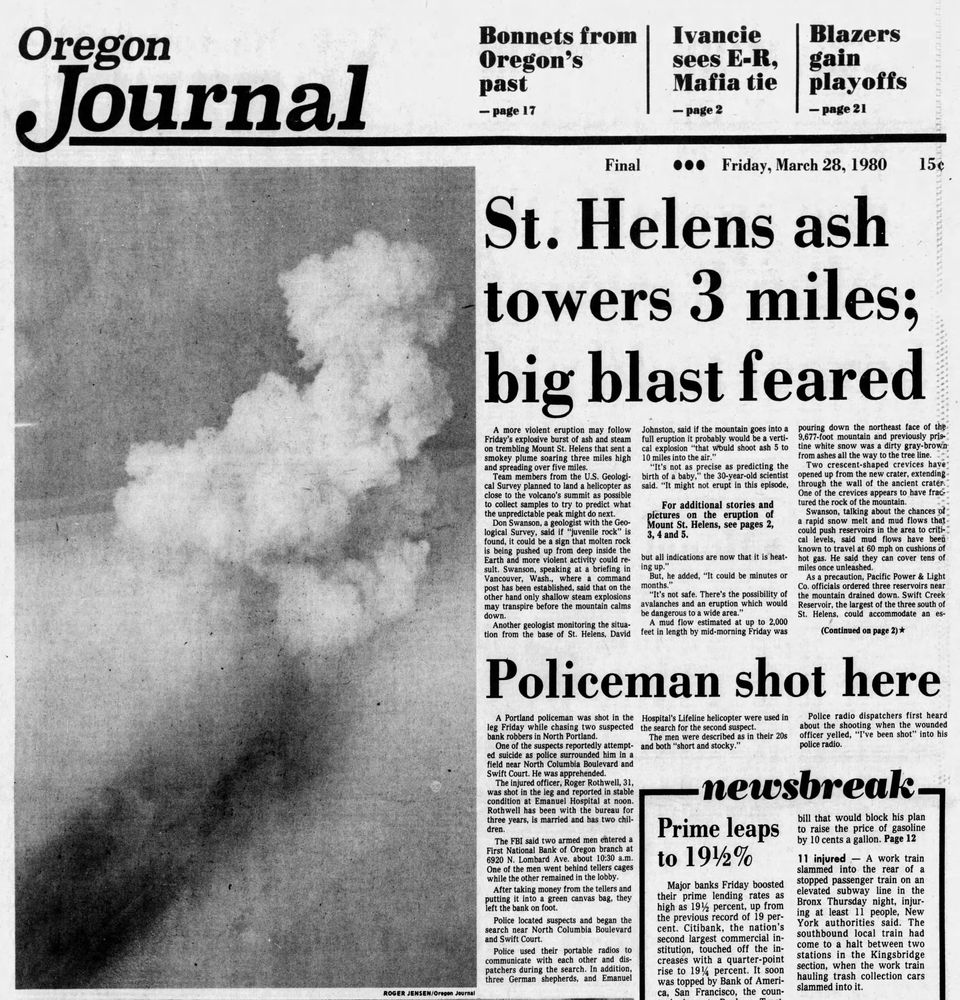 Oregon
Journal
Bonnets from
Oregon's
past
— page 17
Ivancie
sees E-R,
Mafia tie
— page 2
Blazers
gain
playoffs
— page 21
Final ●●● Friday, March 28, 1980 15¢
St. Helens ash
towers 3 miles;
big blast feared
A more violent eruption may follow
Friday's explosive burst of ash and steam
on trembling Mount St. Helens that sent a
smokey plume soaring three miles high
and spreading over five miles.
Team members from the U.S. Geologi-
cal Survey planned to land a helicopter as
close to the volcano's summit as possible
to collect samples to try to predict what
the unpredictable peak might do next.
Don Swanson, a geologist with the Geo-
logical Survey, said if "juvenile rock" is
found, it could be a sign that molten rock
is being pushed up from deep inside the
Earth and more violent activity could re-
sult. Swanson, speaking at a briefing in
Vancouver, Wash., where a command
post has been established, said that on the
other hand only shallow steam explosions
may transpire before the mountain calms
down.
Another geologist monitoring the situa-
tion from the base of St. Helens, David
Johnston, said if the mountain goes into a
full eruption it probably would be a verti-
cal explosion "that would shoot ash 5 to
10 miles into the air."
"It's not as precise as predicting the
birth of a baby," the 30-year-old scientist
said. "It might not erupt in this episode,
For additional stories and
pictures on the eruption of
Mount St. Helens, see pages 2,
3, 4 and 5.
but all indications are now that it is heat-
ing up."
But, he added, "It could be minutes or
months."
"It's not safe. There's the possibility of
avalanches and an eruption which would
be dangerous to a wide area."
A mud flow estimated at up to 2,000
feet in length by mid-morning Friday was
pouring down the northeast face of the
9,677-foot mountain and previously pris-
tine white snow was a dirty gray-brown
from ashes all the way to the tree line.
Two crescent-shaped crevices have
opened up from the new crater, extending
through the wall of the ancient crater.
One of the crevices appears to have frac-
tured the rock of the mountain.
Swanson, talking about the chances of
a rapid snow melt and mud flows that
could push reservoirs in the area to criti-
cal levels, said mud flows have been
known to travel at 60 mph on cushions of
hot gas. He said they can cover tens of
miles once unleashed.
As a precaution, Pacific Power & Light
Co. officials ordered three reservoirs near
the mountain drained down. Swift Creek
Reservoir, the largest of the three south of
St. Helens, could accommodate an es-
(Continued on page 2)★
Policeman shot here
A Portland policeman was shot in the
leg Friday while chasing two suspected
bank robbers in North Portland.
One of the suspects reportedly attempt-
ed suicide as police surrounded him in a
field near North Columbia Boulevard and
Swift Court. He was apprehended.
The injured officer, Roger Rothwell, 31,
was shot in the leg and reported in stable
condition at Emanuel Hospital at noon.
Rothwell has been with the bureau for
three years, is married and has two chil-
dren.
The FBI said two armed men entered a
First National Bank of Oregon branch at
6920 N. Lombard Ave. about 10:30 a.m.
One of the men went behind tellers cages
while the other remained in the lobby.
After taking money from the tellers and
putting it into a green canvas bag, they
left the bank on foot.
Police located suspects and began the
search near North Columbia Boulevard
and Swift Court.
Police used their portable radios to
communicate with each other and dis-
patchers during the search. In addition,
three German shepherds, and Emanuel
Hospital's Lifeline helicopter were used in
the search for the second suspect.
The men were described as in their 20s
and both "short and stocky."
Police radio dispatchers first heard
about the shooting when the wounded
officer yelled, "I've been shot" into his
police radio.
newsbreak
Prime leaps
to 19½%
Major banks Friday boosted
their prime lending rates as
high as 19½ percent, up from
the previous record of 19 per-
cent. Citibank, the nation's
second largest commercial in-
stitution, touched off the in-
creases with a quarter-point
rise to 19¼ percent. It soon
was topped by Bank of Ameri-
ca, San Francisco, the coun-
bill that would block his plan
to raise the price of gasoline
by 10 cents a gallon. Page 12
11 injured — A work train
slammed into the rear of a
stopped passenger train on an
elevated subway line in the
Bronx Thursday night, injur-
ing at least 11 people, New
York authorities said. The
southbound local train had
come to a halt between two
stations in the Kingsbridge
section, when the work train
hauling trash collection cars
slammed into it.
ROGER JENSEN/Oregon Journal